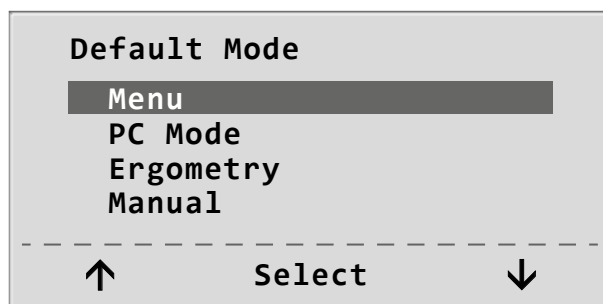 Default Mode
Menu
PC Mode
Ergometry
Manual
↑ Select ↓